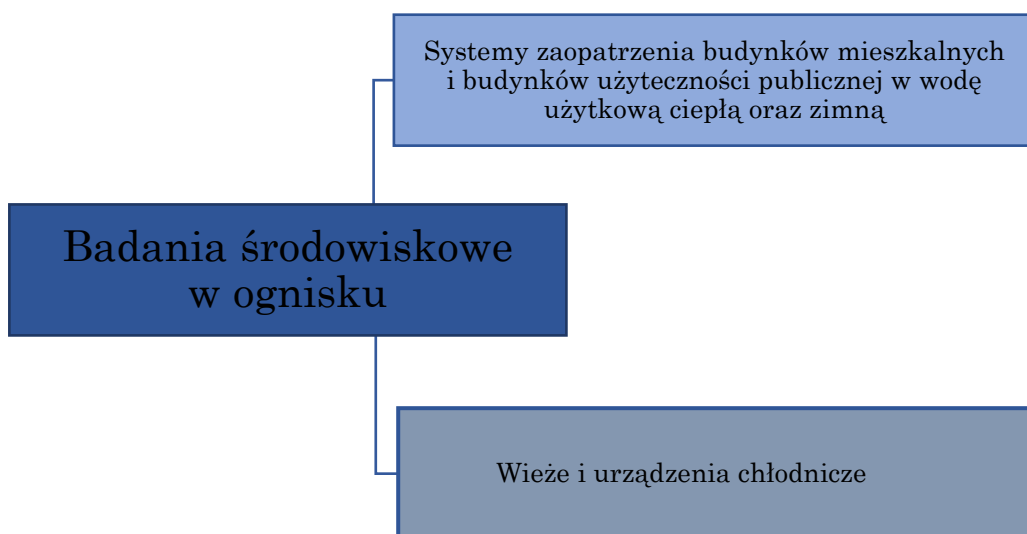 Systemy zaopatrzenia budynków mieszkalnych
i budynków użyteczności publicznej w wodę
użytkową ciepłą oraz zimną
Badania środowiskowe
w ognisku
Wieże i urządzenia chłodnicze